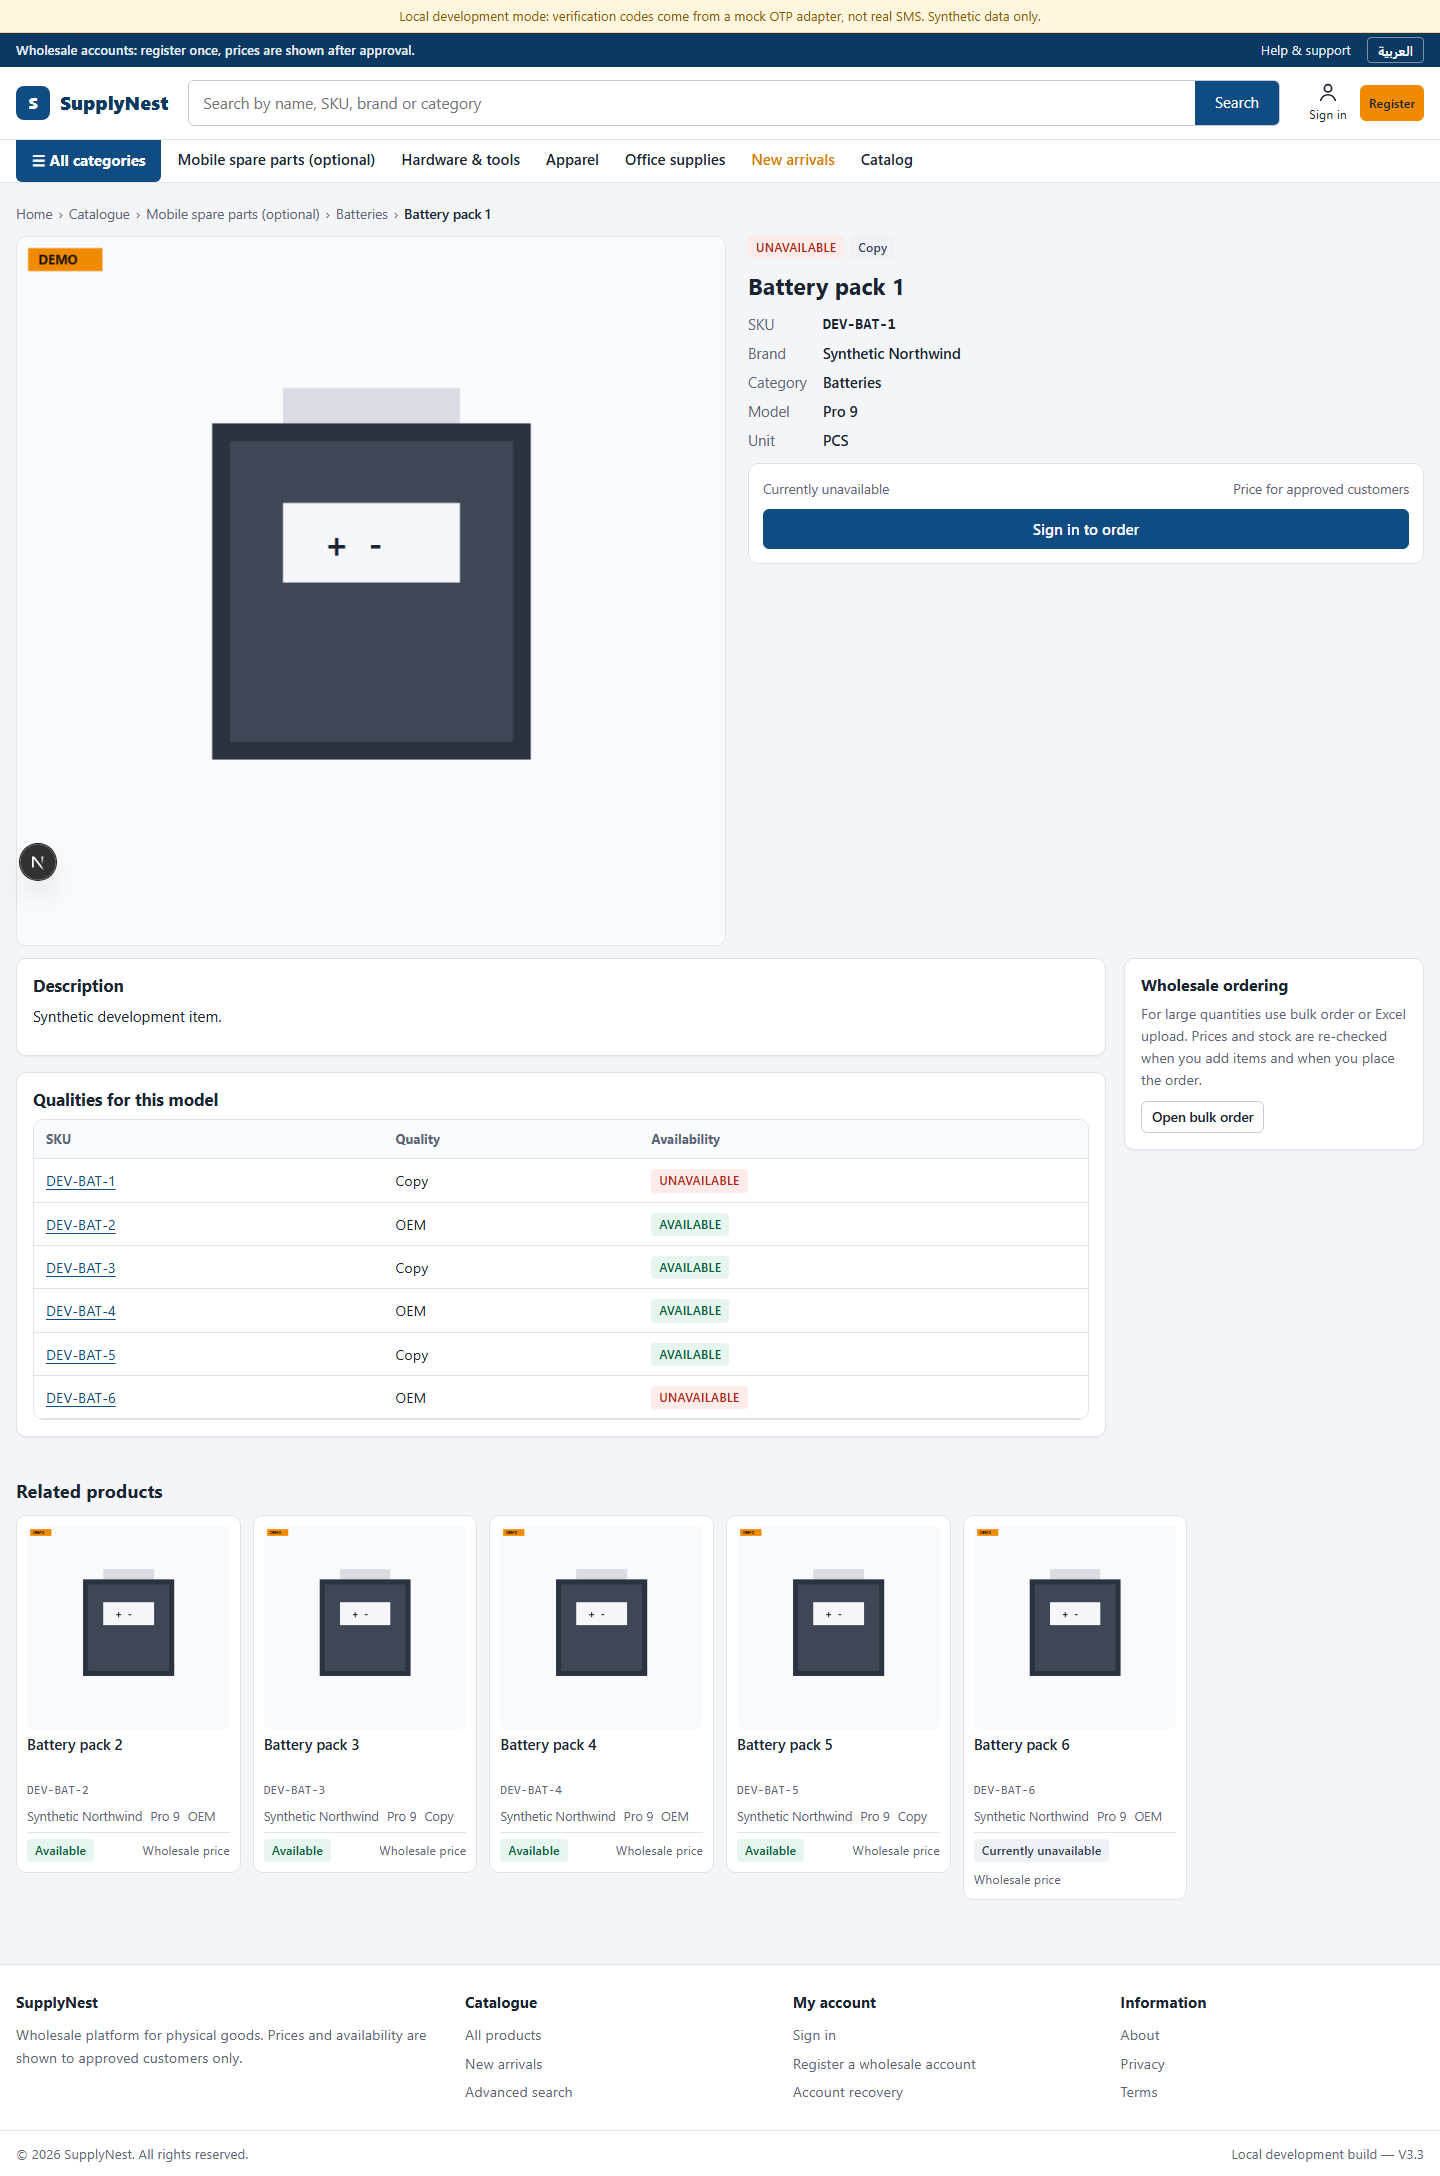 Local development mode: verification codes come from a mock OTP adapter, not real SMS. Synthetic data only.
Wholesale accounts: register once, prices are shown after approval.
Help & support
العربية
S
SupplyNest
Search by name, SKU, brand or category
Search
Sign in
Register
☰ All categories
Mobile spare parts (optional)
Hardware & tools
Apparel
Office supplies
New arrivals
Catalog
Home › Catalogue › Mobile spare parts (optional) › Batteries › Battery pack 1
DEMO
+ -
N
UNAVAILABLE
Copy
Battery pack 1
SKU DEV-BAT-1
Brand Synthetic Northwind
Category Batteries
Model Pro 9
Unit PCS
Currently unavailable
Price for approved customers
Sign in to order
Description
Synthetic development item.
Wholesale ordering
For large quantities use bulk order or Excel
upload. Prices and stock are re-checked
when you add items and when you place
the order.
Open bulk order
Qualities for this model
SKU Quality Availability
DEV-BAT-1 Copy UNAVAILABLE
DEV-BAT-2 OEM AVAILABLE
DEV-BAT-3 Copy AVAILABLE
DEV-BAT-4 OEM AVAILABLE
DEV-BAT-5 Copy AVAILABLE
DEV-BAT-6 OEM UNAVAILABLE
Related products
DEMO
+ -
Battery pack 2
DEV-BAT-2
Synthetic Northwind Pro 9 OEM
Available
Wholesale price
DEMO
+ -
Battery pack 3
DEV-BAT-3
Synthetic Northwind Pro 9 Copy
Available
Wholesale price
DEMO
+ -
Battery pack 4
DEV-BAT-4
Synthetic Northwind Pro 9 OEM
Available
Wholesale price
DEMO
+ -
Battery pack 5
DEV-BAT-5
Synthetic Northwind Pro 9 Copy
Available
Wholesale price
DEMO
+ -
Battery pack 6
DEV-BAT-6
Synthetic Northwind Pro 9 OEM
Currently unavailable
Wholesale price
SupplyNest
Wholesale platform for physical goods. Prices and availability are
shown to approved customers only.
Catalogue
All products
New arrivals
Advanced search
My account
Sign in
Register a wholesale account
Account recovery
Information
About
Privacy
Terms
© 2026 SupplyNest. All rights reserved.
Local development build — V3.3